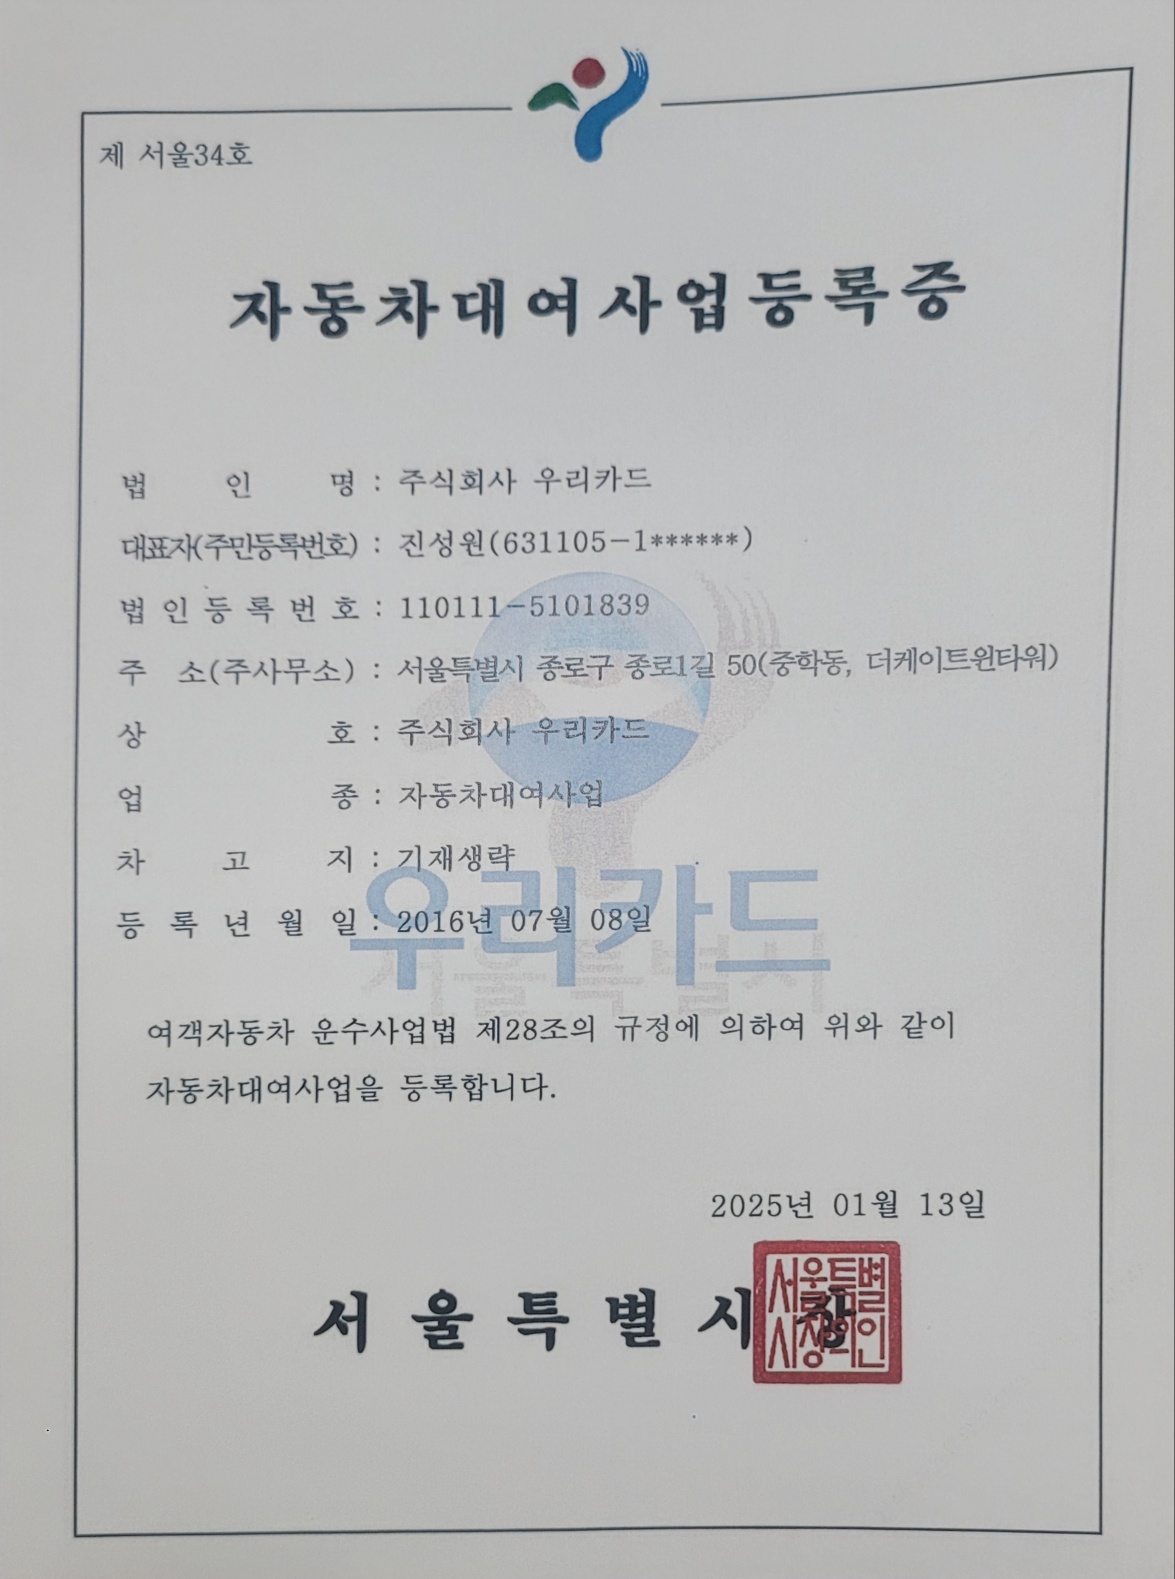 제 서울34호
자동차대여사업등록증
법 인 명 : 주식회사 우리카드
대표자(주민등록번호) : 진성원(631105-1******)
법인등록번호 : 110111-5101839
주 소(주사무소) : 서울특별시 종로구 종로1길 50(중학동, 더케이트윈타워)
상 호 : 주식회사 우리카드
업 종 : 자동차대여사업
차 고 지 : 기재생략
등 록 년 월 일 : 2016년 07월 08일
우리카드
서울특별시
여객자동차 운수사업법 제28조의 규정에 의하여 위와 같이
자동차대여사업을 등록합니다.
2025년 01월 13일
서울특별시장
서울특별
시장의인